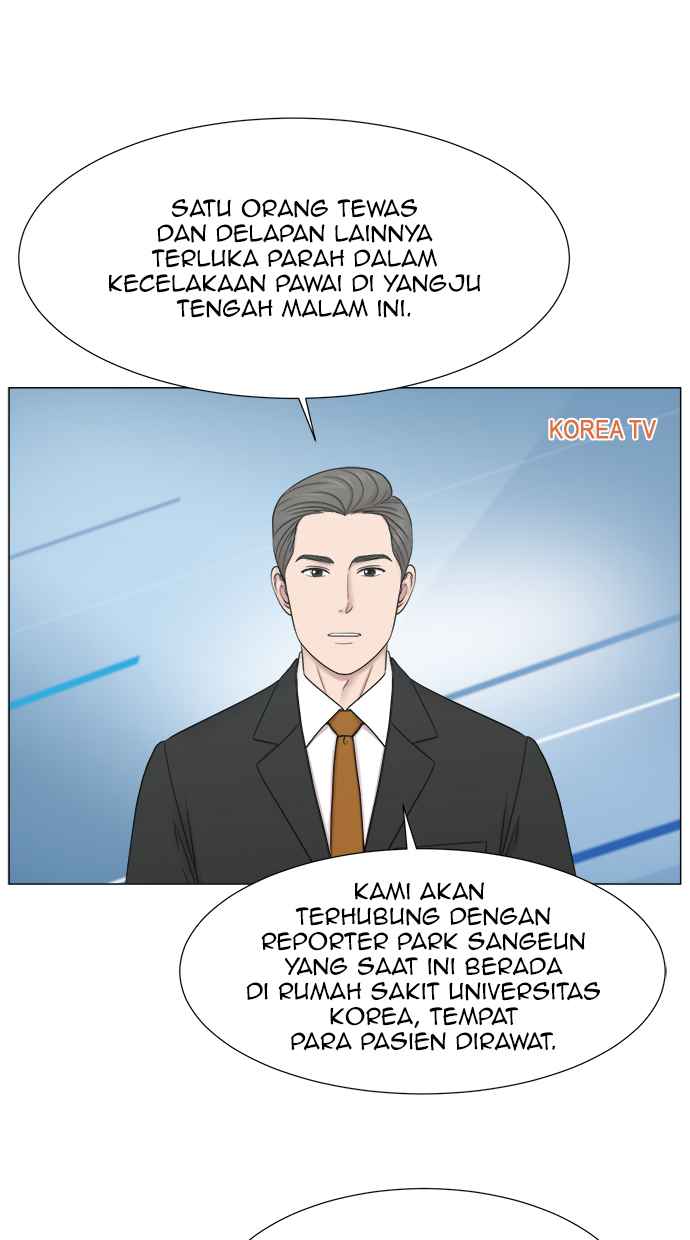 SATU ORANG TEWAS
DAN DELAPAN LAINNYA
TERLUKA PARAH DALAM
KECELAKAAN PAWAI DI YANGJU
TENGAH MALAM INI.
KOREA TV
KAMI AKAN
TERHUBUNG DENGAN
REPORTER PARK SANGEUN
YANG SAAT INI BERADA
DI RUMAH SAKIT UNIVERSITAS
KOREA, TEMPAT
PARA PASIEN DIRAWAT.